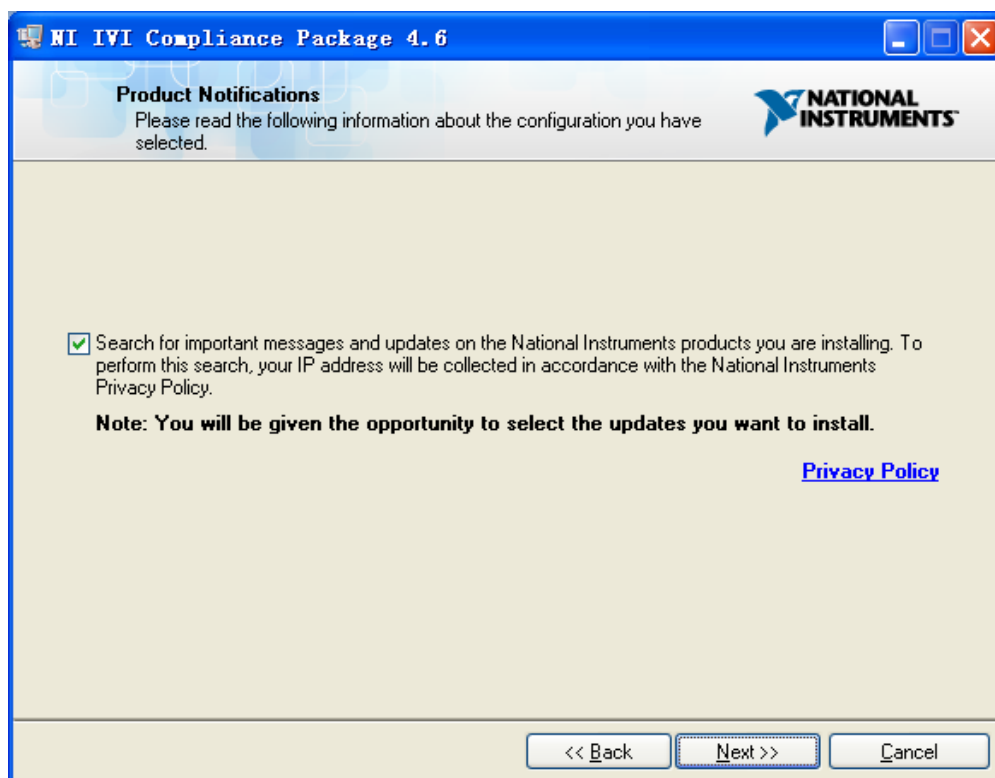 NI IVI Compliance Package 4.6
Product Notifications
Please read the following information about the configuration you have
selected.
NATIONAL
INSTRUMENTS™
Search for important messages and updates on the National Instruments products you are installing. To
perform this search, your IP address will be collected in accordance with the National Instruments
Privacy Policy.
Note: You will be given the opportunity to select the updates you want to install.
Privacy Policy
<< Back
Next >>
Cancel